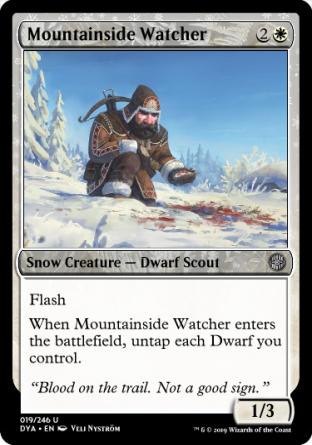 Mountainside Watcher 2
Snow Creature — Dwarf Scout
Flash
When Mountainside Watcher enters
the battlefield, untap each Dwarf you
control.
“Blood on the trail. Not a good sign.”
1/3
019/246 U
DYA • EN Veli Nyström
™ & © 2019 Wizards of the Coast